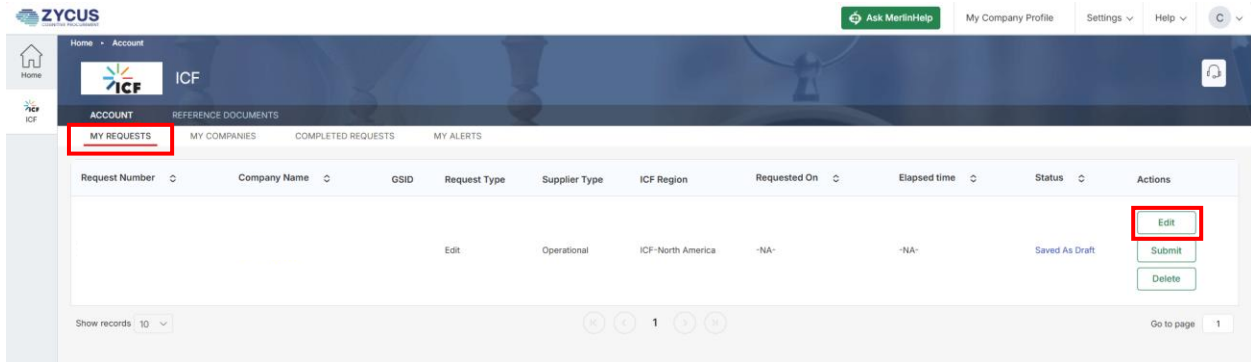 ZYCUS
COGNITIVE PROCUREMENT
Ask MerlinHelp
My Company Profile
Settings
Help
C
Home
Home • Account
ICF
ICF
ICF
ICF
ACCOUNT
REFERENCE DOCUMENTS
MY REQUESTS
MY COMPANIES
COMPLETED REQUESTS
MY ALERTS
Request Number
Company Name
GSID
Request Type
Supplier Type
ICF Region
Requested On
Elapsed time
Status
Actions
Edit
Operational
ICF-North America
-NA-
-NA-
Saved As Draft
Edit
Submit
Delete
Show records 10
1
Go to page 1